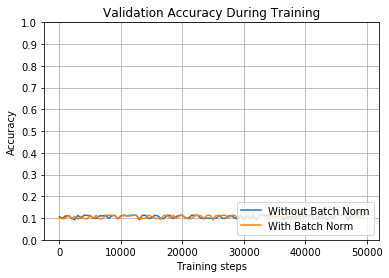 Validation Accuracy During Training
1.0
0.9
0.8
0.7
0.6
0.5
0.4
0.3
0.2
0.1
0.0
Accuracy
Without Batch Norm
With Batch Norm
0 10000 20000 30000 40000 50000
Training steps